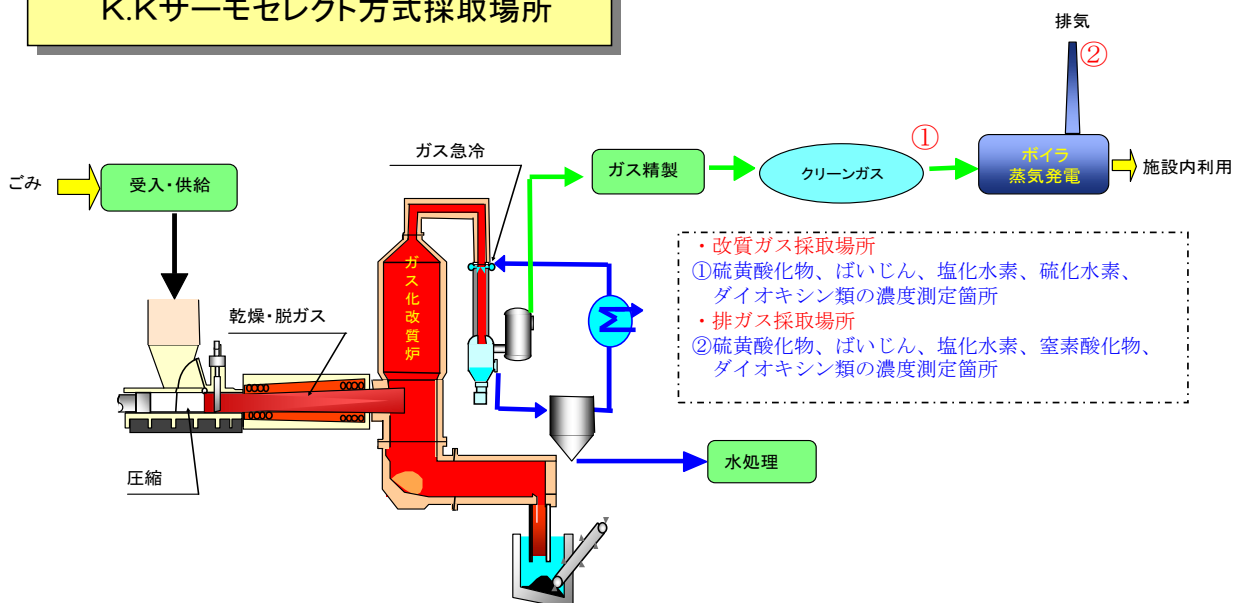 K.Kサーモセレクト方式採取場所
排気
②
ガス急冷
①
ごみ
受入・供給
ガス精製
クリーンガス
ボイラ
蒸気発電
施設内利用
ガス化改質炉
・改質ガス採取場所
①硫黄酸化物、ばいじん、塩化水素、硫化水素、
ダイオキシン類の濃度測定箇所
・排ガス採取場所
②硫黄酸化物、ばいじん、塩化水素、窒素酸化物、
ダイオキシン類の濃度測定箇所
乾燥・脱ガス
圧縮
水処理